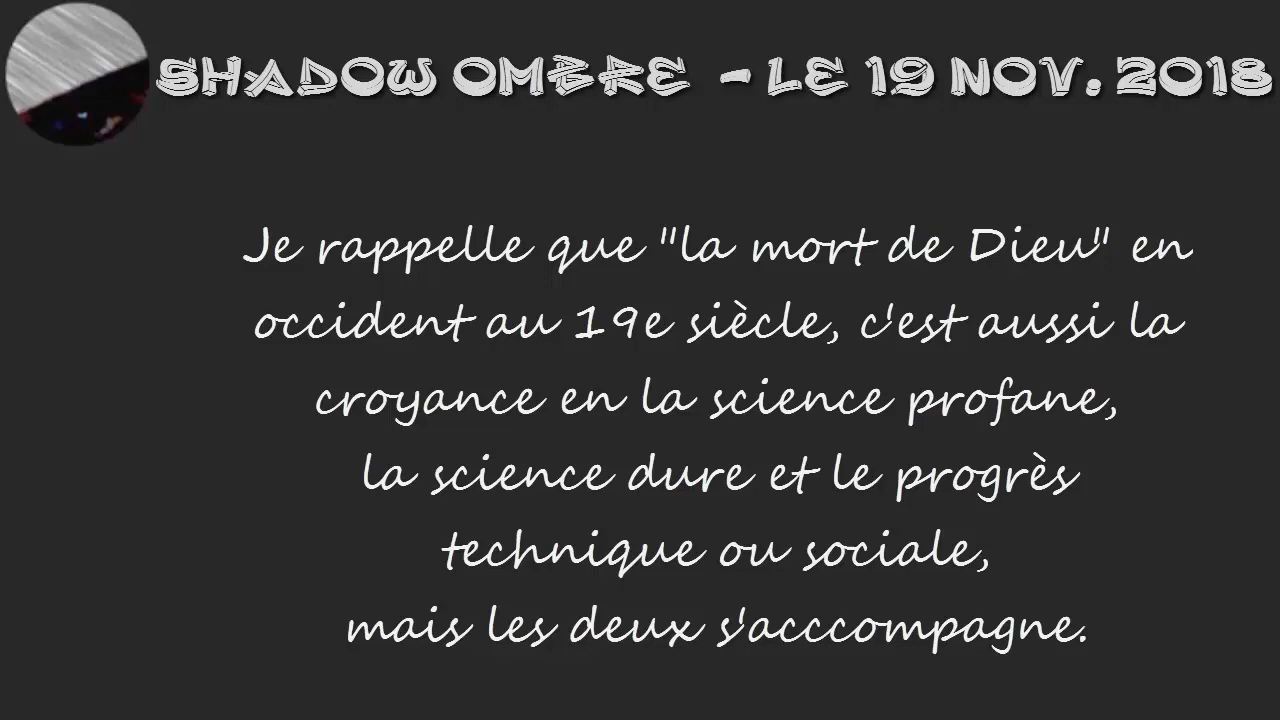 SHADOW OMBRE - LE 19 NOV. 2018
Je rappelle que "la mort de Dieu" en
occident au 19e siècle, c'est aussi la
croyance en la science profane,
la science dure et le progrès
technique ou sociale,
mais les deux s'acccompagne.